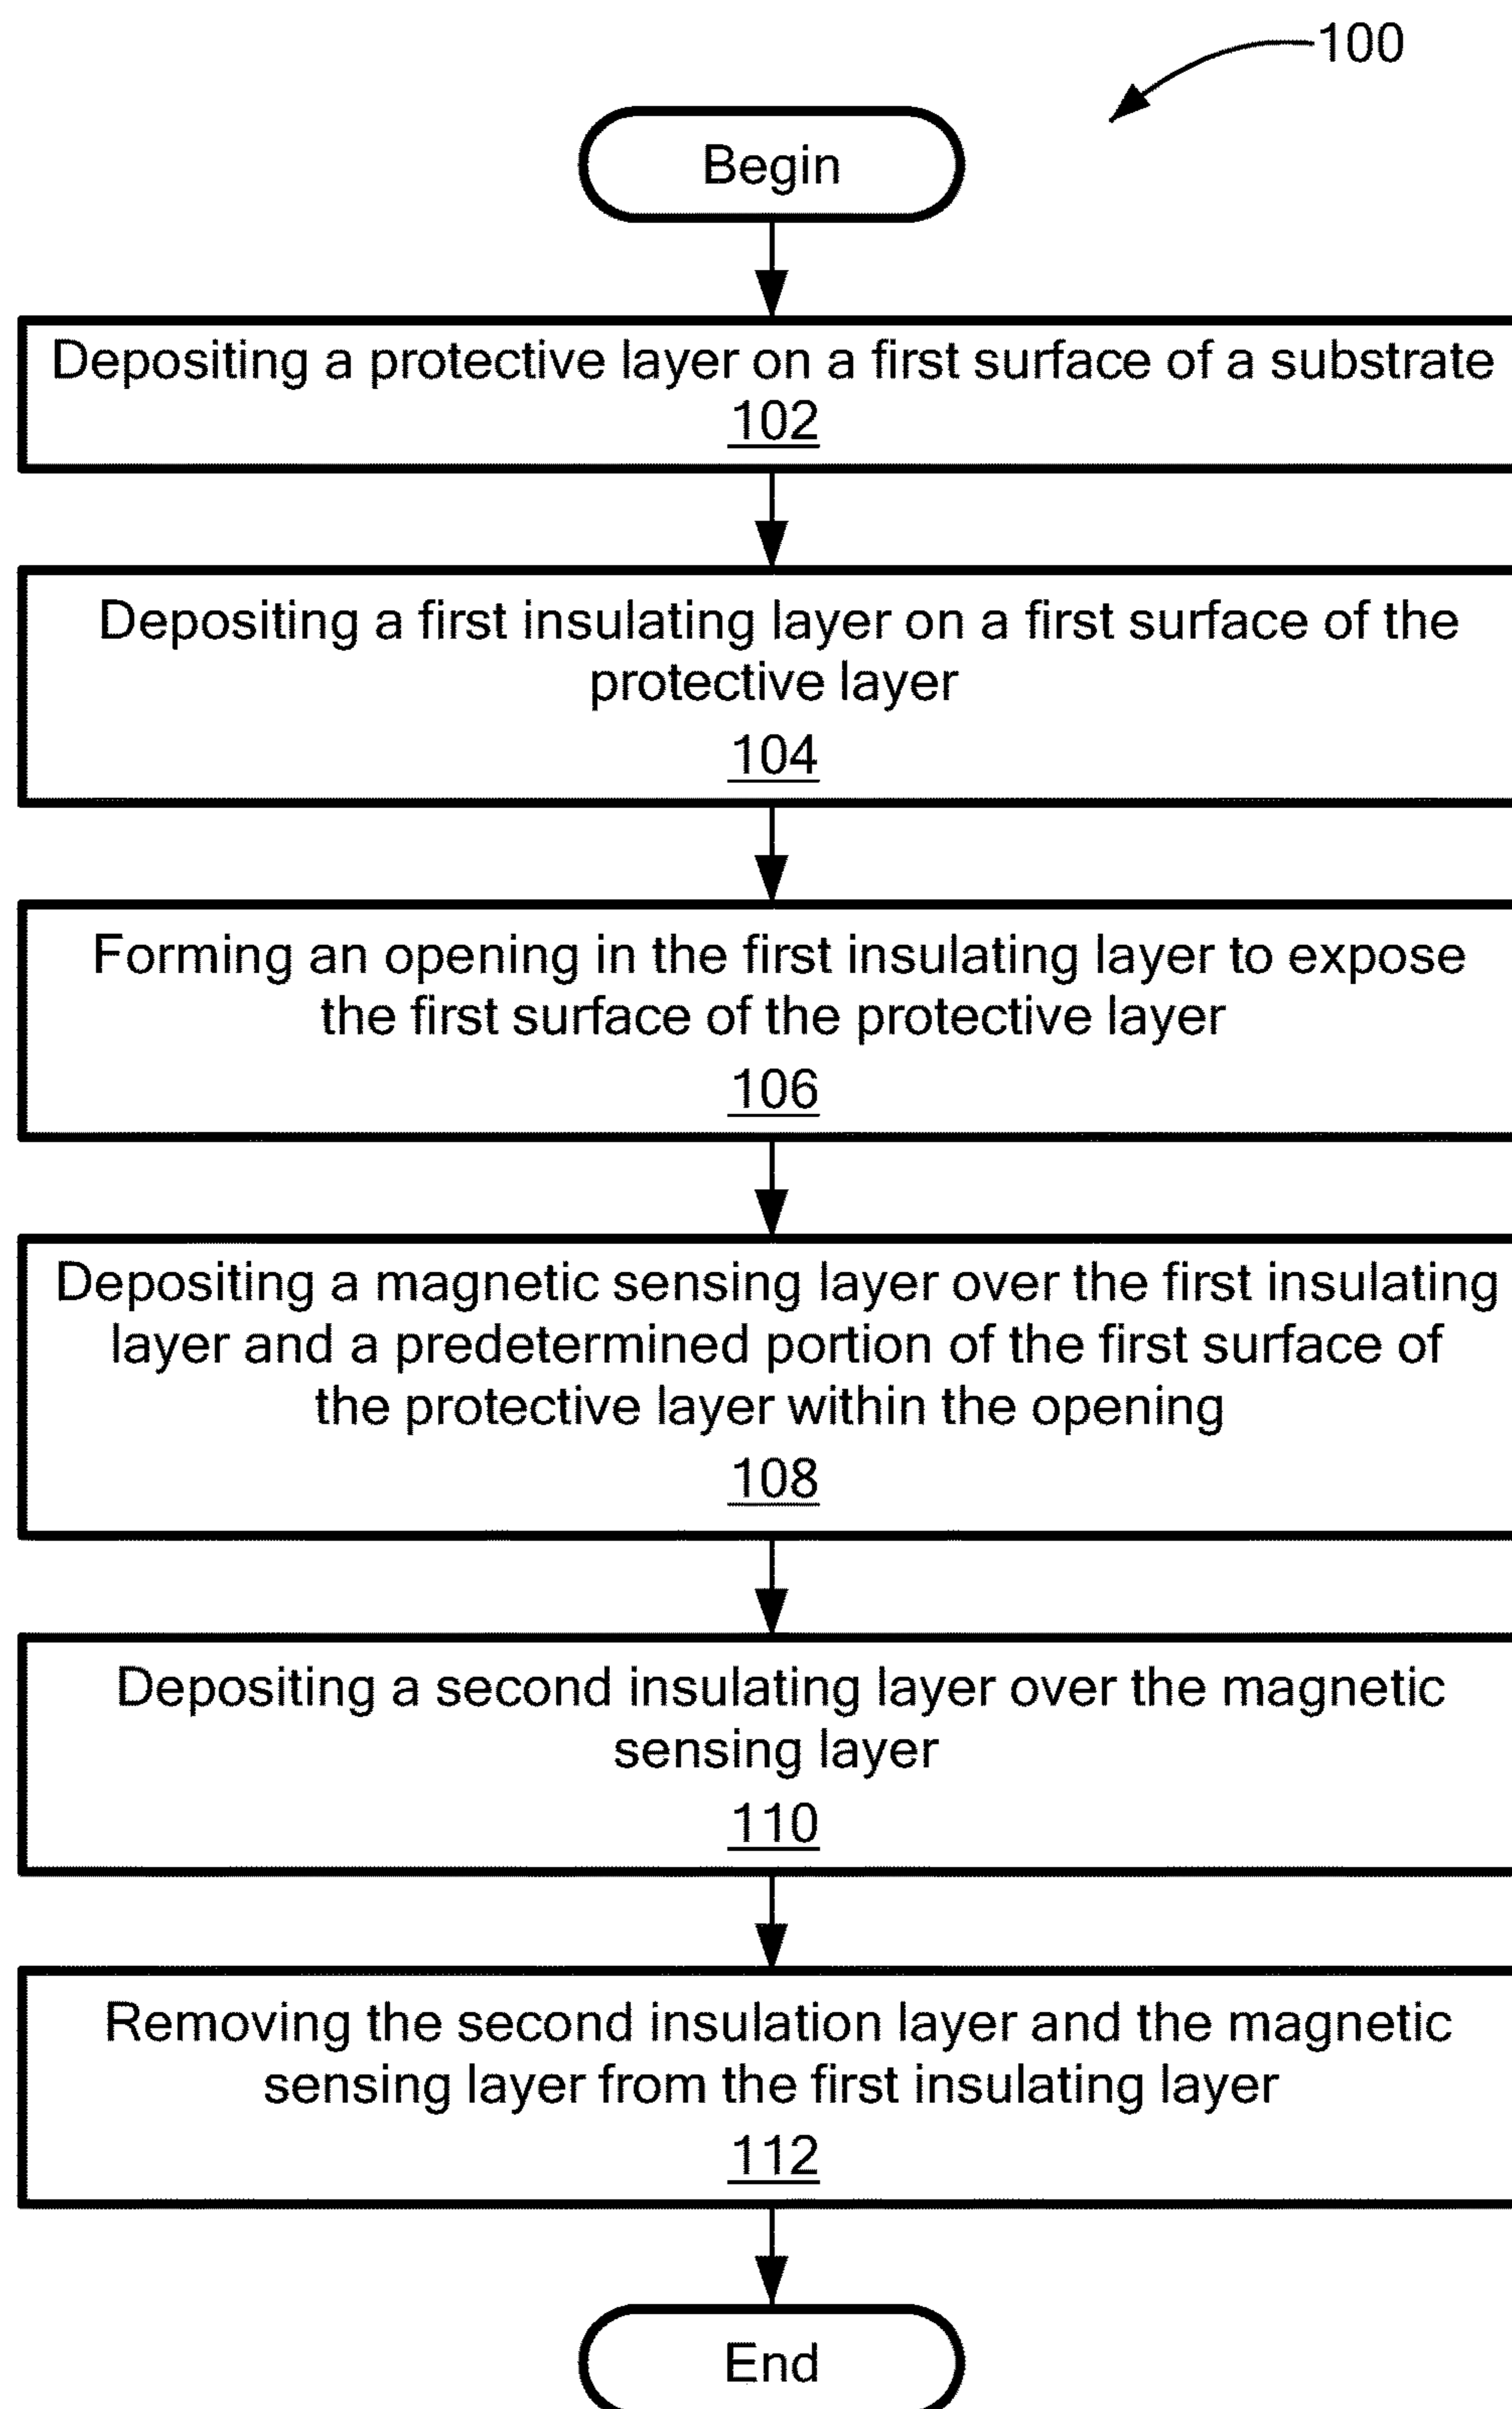 100
Begin
Depositing a protective layer on a first surface of a substrate
102
Depositing a first insulating layer on a first surface of the
protective layer
104
Forming an opening in the first insulating layer to expose
the first surface of the protective layer
106
Depositing a magnetic sensing layer over the first insulating
layer and a predetermined portion of the first surface of
the protective layer within the opening
108
Depositing a second insulating layer over the magnetic
sensing layer
110
Removing the second insulation layer and the magnetic
sensing layer from the first insulating layer
112
End